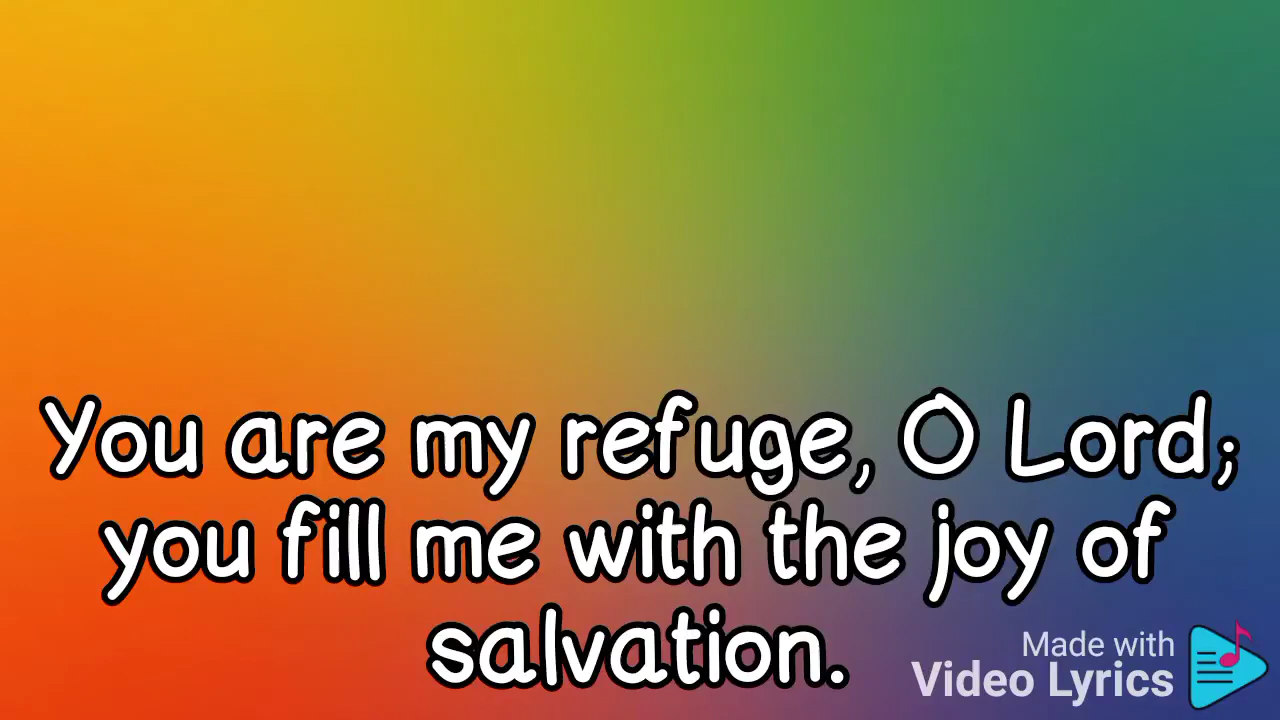 You are my refuge, O Lord;
you fill me with the joy of
salvation.
Made with
Video Lyrics